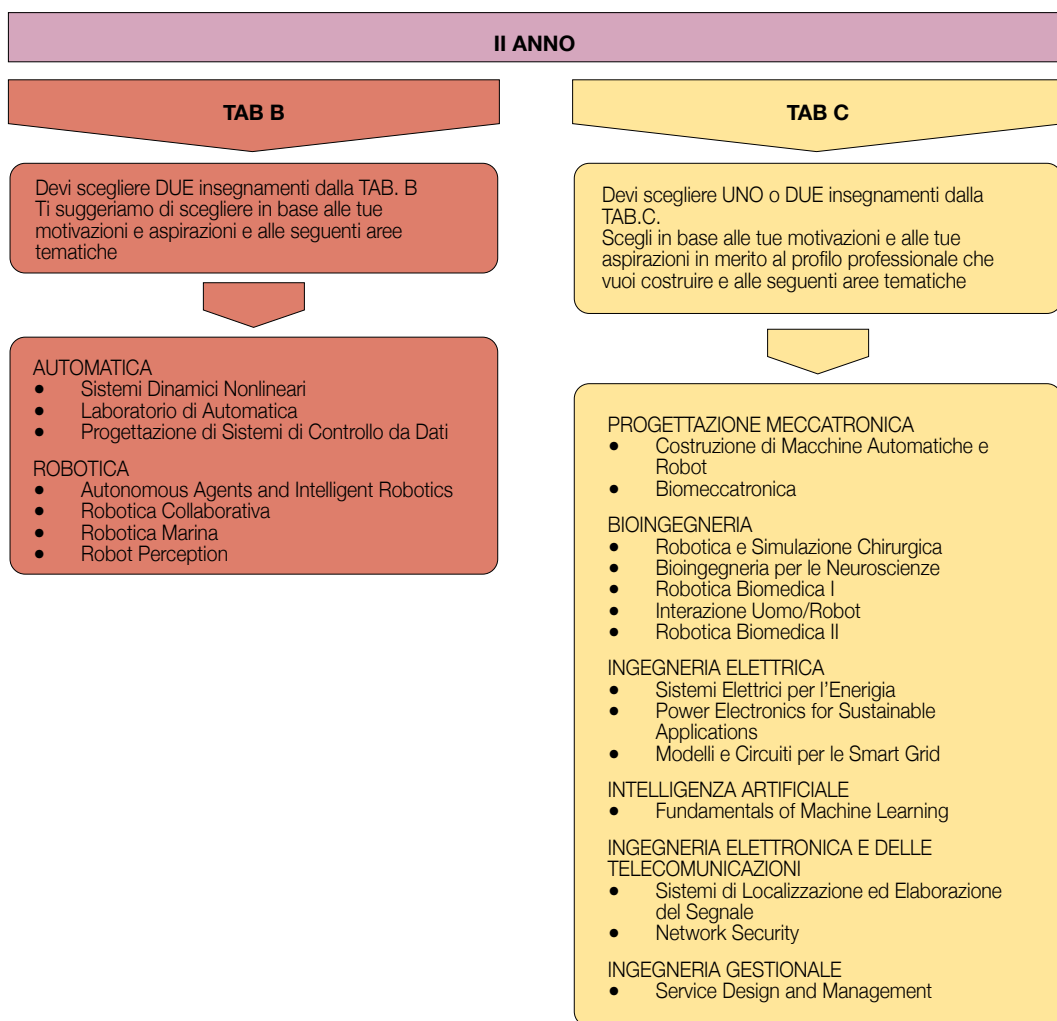 II ANNO
TAB B
Devi scegliere DUE insegnamenti dalla TAB. B
Ti suggeriamo di scegliere in base alle tue
motivazioni e aspirazioni e alle seguenti aree
tematiche
AUTOMATICA
• Sistemi Dinamici Nonlineari
• Laboratorio di Automatica
• Progettazione di Sistemi di Controllo da Dati
ROBOTICA
• Autonomous Agents and Intelligent Robotics
• Robotica Collaborativa
• Robotica Marina
• Robot Perception
TAB C
Devi scegliere UNO o DUE insegnamenti dalla
TAB.C.
Scegli in base alle tue motivazioni e alle tue
aspirazioni in merito al profilo professionale che
vuoi costruire e alle seguenti aree tematiche
PROGETTAZIONE MECCATRONICA
• Costruzione di Macchine Automatiche e
Robot
• Biomeccatronica
BIOINGEGNERIA
• Robotica e Simulazione Chirurgica
• Bioingegneria per le Neuroscienze
• Robotica Biomedica I
• Interazione Uomo/Robot
• Robotica Biomedica II
INGEGNERIA ELETTRICA
• Sistemi Elettrici per l'Enerigia
• Power Electronics for Sustainable
Applications
• Modelli e Circuiti per le Smart Grid
INTELLIGENZA ARTIFICIALE
• Fundamentals of Machine Learning
INGEGNERIA ELETTRONICA E DELLE
TELECOMUNICAZIONI
• Sistemi di Localizzazione ed Elaborazione
del Segnale
• Network Security
INGEGNERIA GESTIONALE
• Service Design and Management